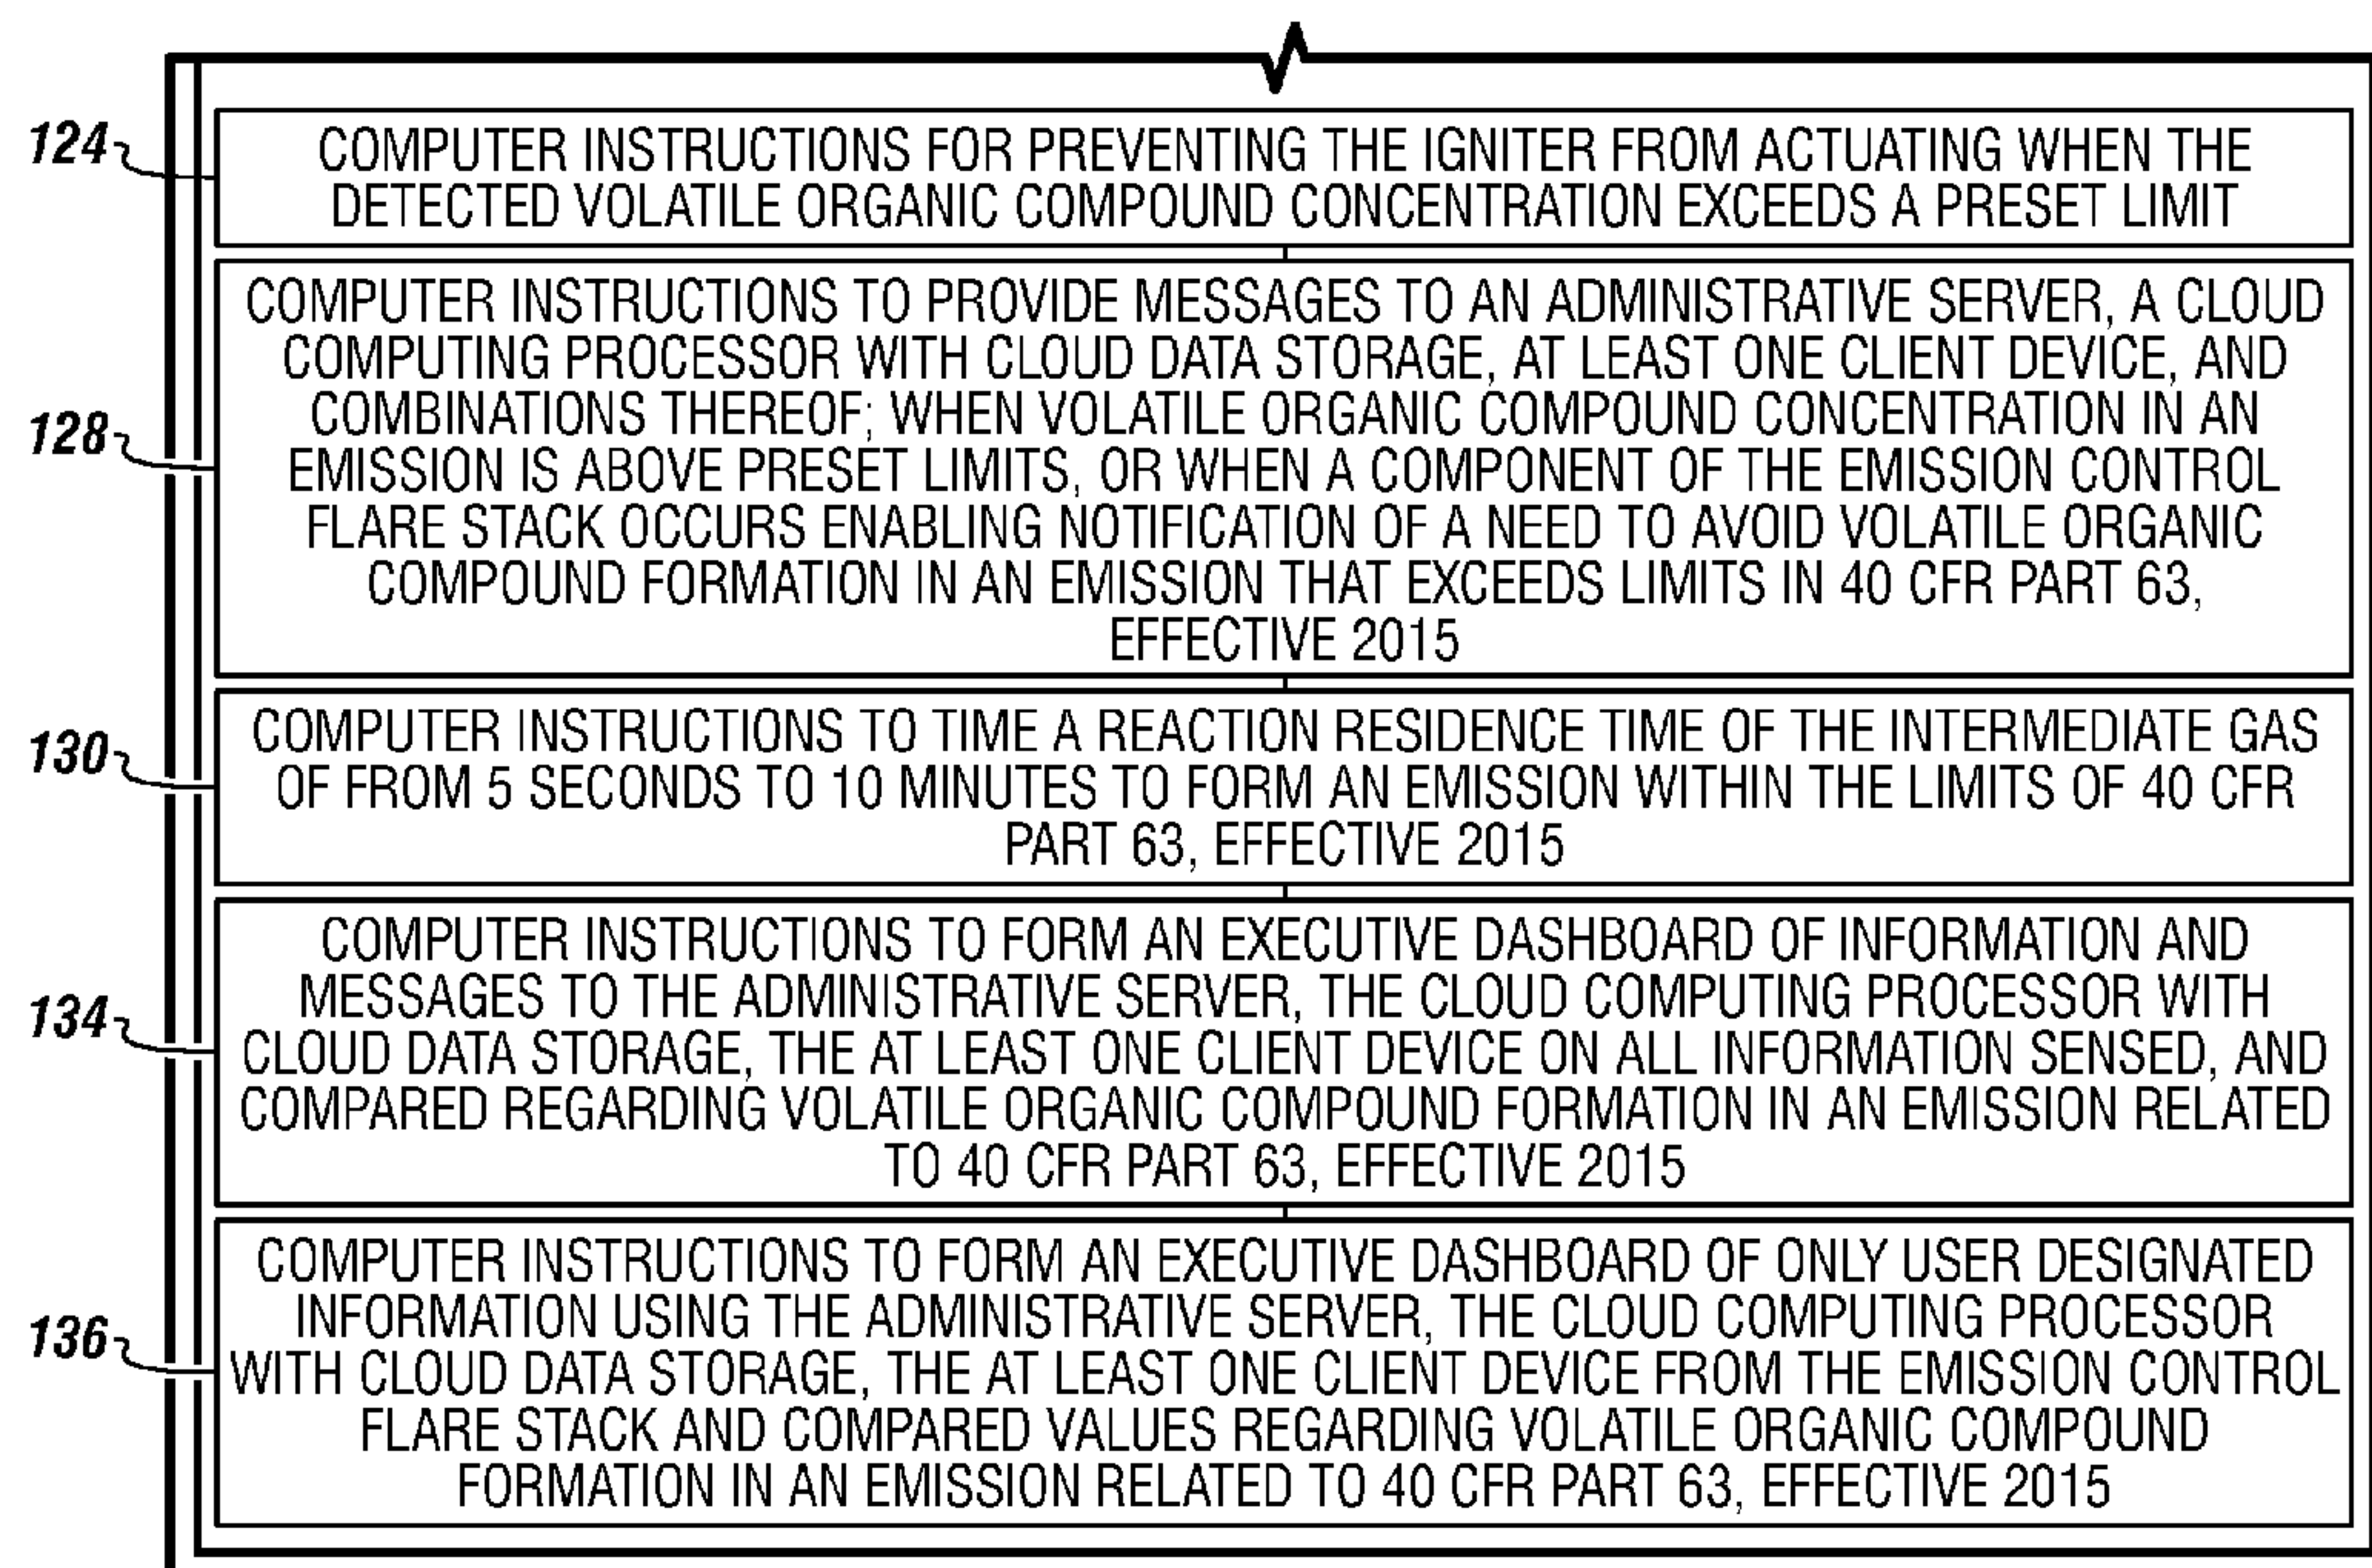 124
COMPUTER INSTRUCTIONS FOR PREVENTING THE IGNITER FROM ACTUATING WHEN THE
DETECTED VOLATILE ORGANIC COMPOUND CONCENTRATION EXCEEDS A PRESET LIMIT
128
COMPUTER INSTRUCTIONS TO PROVIDE MESSAGES TO AN ADMINISTRATIVE SERVER, A CLOUD
COMPUTING PROCESSOR WITH CLOUD DATA STORAGE, AT LEAST ONE CLIENT DEVICE, AND
COMBINATIONS THEREOF; WHEN VOLATILE ORGANIC COMPOUND CONCENTRATION IN AN
EMISSION IS ABOVE PRESET LIMITS, OR WHEN A COMPONENT OF THE EMISSION CONTROL
FLARE STACK OCCURS ENABLING NOTIFICATION OF A NEED TO AVOID VOLATILE ORGANIC
COMPOUND FORMATION IN AN EMISSION THAT EXCEEDS LIMITS IN 40 CFR PART 63,
EFFECTIVE 2015
130
COMPUTER INSTRUCTIONS TO TIME A REACTION RESIDENCE TIME OF THE INTERMEDIATE GAS
OF FROM 5 SECONDS TO 10 MINUTES TO FORM AN EMISSION WITHIN THE LIMITS OF 40 CFR
PART 63, EFFECTIVE 2015
134
COMPUTER INSTRUCTIONS TO FORM AN EXECUTIVE DASHBOARD OF INFORMATION AND
MESSAGES TO THE ADMINISTRATIVE SERVER, THE CLOUD COMPUTING PROCESSOR WITH
CLOUD DATA STORAGE, THE AT LEAST ONE CLIENT DEVICE ON ALL INFORMATION SENSED, AND
COMPARED REGARDING VOLATILE ORGANIC COMPOUND FORMATION IN AN EMISSION RELATED
TO 40 CFR PART 63, EFFECTIVE 2015
136
COMPUTER INSTRUCTIONS TO FORM AN EXECUTIVE DASHBOARD OF ONLY USER DESIGNATED
INFORMATION USING THE ADMINISTRATIVE SERVER, THE CLOUD COMPUTING PROCESSOR
WITH CLOUD DATA STORAGE, THE AT LEAST ONE CLIENT DEVICE FROM THE EMISSION CONTROL
FLARE STACK AND COMPARED VALUES REGARDING VOLATILE ORGANIC COMPOUND
FORMATION IN AN EMISSION RELATED TO 40 CFR PART 63, EFFECTIVE 2015